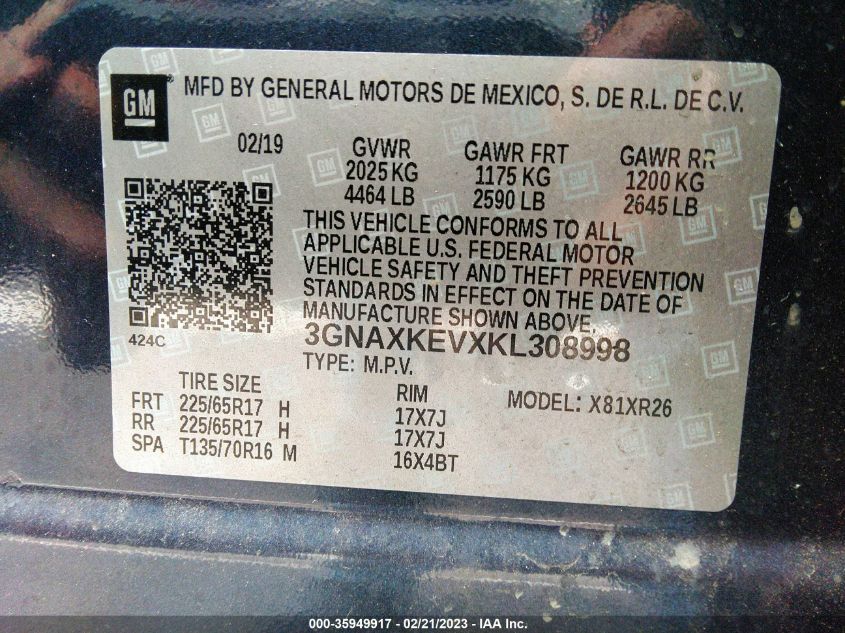 GM
MFD BY GENERAL MOTORS DE MEXICO, S. DE R.L. DE C.V.
02/19 GVWR GAWR FRT GAWR RR
2025 KG 1175 KG 1200 KG
4464 LB 2590 LB 2645 LB
THIS VEHICLE CONFORMS TO ALL
APPLICABLE U.S. FEDERAL MOTOR
VEHICLE SAFETY AND THEFT PREVENTION
STANDARDS IN EFFECT ON THE DATE OF
MANUFACTURE SHOWN ABOVE.
424C 3GNAXKEVXKL308998
TYPE: M.P.V.
TIRE SIZE RIM MODEL: X81XR26
FRT 225/65R17 H 17X7J
RR 225/65R17 H 17X7J
SPA T135/70R16 M 16X4BT
000-35949917 - 02/21/2023 - IAA Inc.